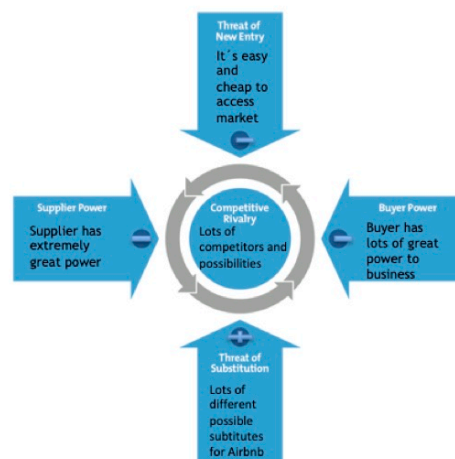 Threat of
New Entry
It´s easy
and
cheap to
access
market
Supplier Power
Supplier has
extremely
great power
Competitive
Rivalry
Lots
of
competitors and
possibilities
Buyer Power
Buyer has
lots of great
power to
business
Threat of
Substitution
Lots of
different
possible
subtitutes
for Airbnb